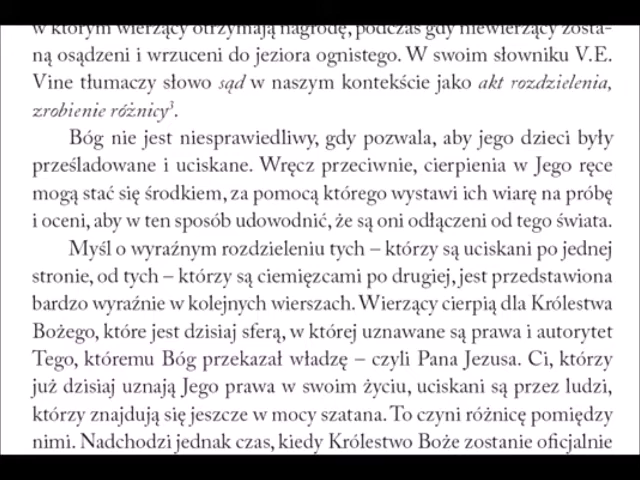 w którym wierzący otrzymają nagrodę, podczas gdy niewierzący zosta-
ną osądzeni i wrzuceni do jeziora ognistego. W swoim słowniku V.E.
Vine tłumaczy słowo sąd w naszym kontekście jako akt rozdzielenia,
zrobienie różnicy³.
Bóg nie jest niesprawiedliwy, gdy pozwala, aby jego dzieci były
prześladowane i uciskane. Wręcz przeciwnie, cierpienia w Jego ręce
mogą stać się środkiem, za pomocą którego wystawi ich wiarę na próbę
i oceni, aby w ten sposób udowodnić, że są oni odłączeni od tego świata.
Myśl o wyraźnym rozdzieleniu tych – którzy są uciskani po jednej
stronie, od tych – którzy są ciemięzcami po drugiej, jest przedstawiona
bardzo wyraźnie w kolejnych wierszach. Wierzący cierpią dla Królestwa
Bożego, które jest dzisiaj sferą, w której uznawane są prawa i autorytet
Tego, któremu Bóg przekazał władzę – czyli Pana Jezusa. Ci, którzy
już dzisiaj uznają Jego prawa w swoim życiu, uciskani są przez ludzi,
którzy znajdują się jeszcze w mocy szatana. To czyni różnicę pomiędzy
nimi. Nadchodzi jednak czas, kiedy Królestwo Boże zostanie oficjalnie